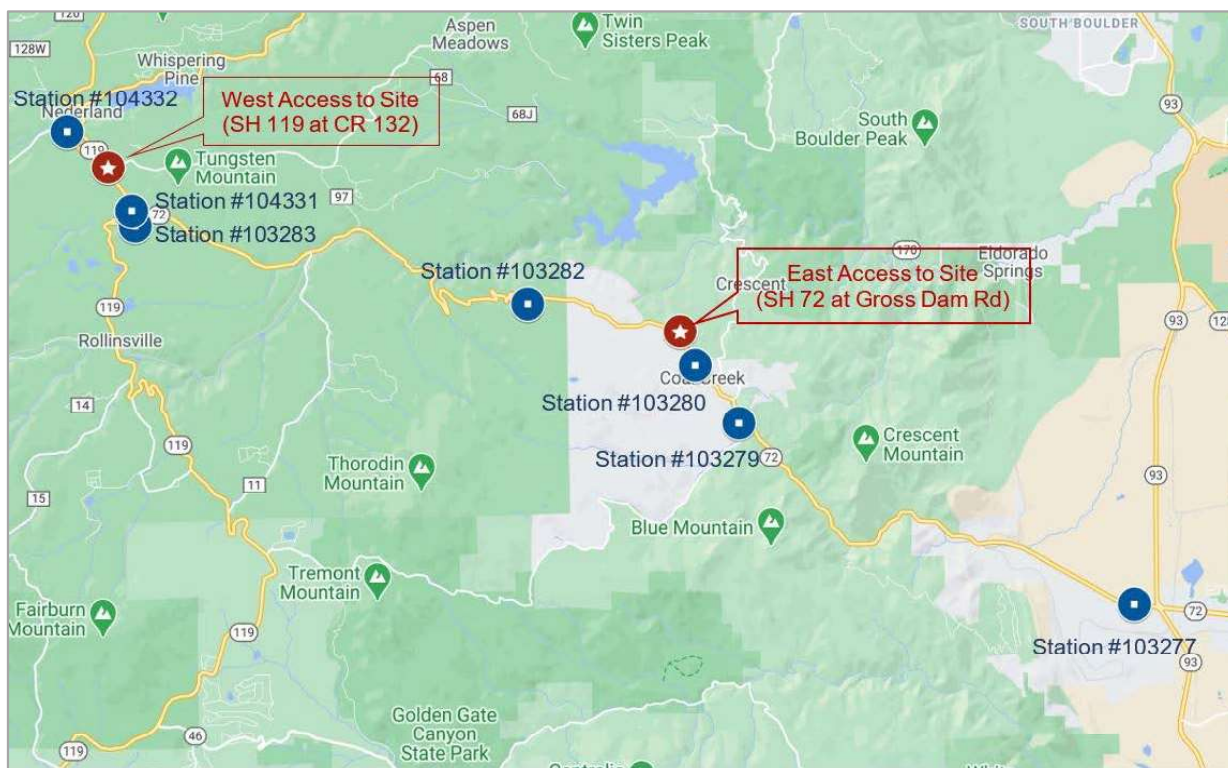 128W
Whispering
Pine
Aspen
Meadows
68
Twin
Sisters Peak
SOUTH BOULDER
93
Station #104332
Nederland
119
West Access to Site
(SH 119 at CR 132)
68J
South
Boulder Peak
Tungsten
Mountain
97
Station #104331
72
Station #103283
Station #103282
170
Eldorado
Springs
Crescent
East Access to Site
(SH 72 at Gross Dam Rd)
93
128
119
Rollinsville
14
Coal Creek
Station #103280
119
Station #103279
72
Crescent
Mountain
93
Thorodin
Mountain
11
15
Blue Mountain
Tremont
Mountain
Fairburn
Mountain
119
72
Station #103277
93
Golden Gate
Canyon
State Park
46
119